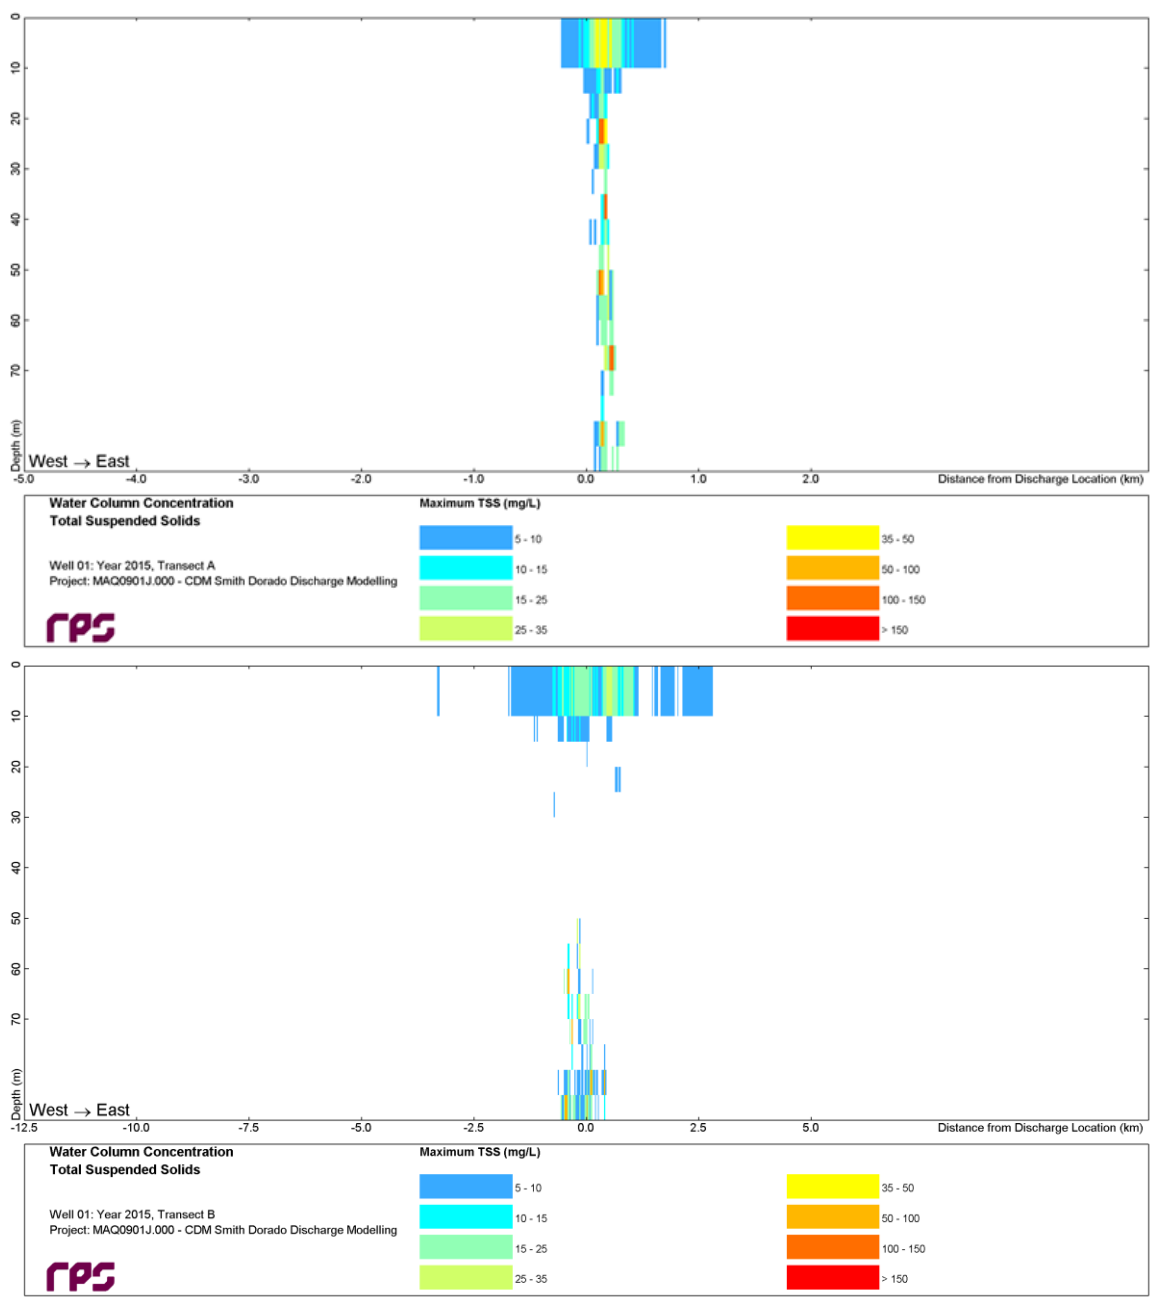 0
10
20
30
40
50
60
70
Depth (m)
West → East
-5.0 -4.0 -3.0 -2.0 -1.0 0.0 1.0 2.0 Distance from Discharge Location (km)
Water Column Concentration Maximum TSS (mg/L)
Total Suspended Solids
5 - 10 35 - 50
Well 01: Year 2015, Transect A 10 - 15 50 - 100
Project: MAQ0901J.000 - CDM Smith Dorado Discharge Modelling
15 - 25 100 - 150
rps 25 - 35 > 150
0
10
20
30
40
50
60
70
Depth (m)
West → East
-12.5 -10.0 -7.5 -5.0 -2.5 0.0 2.5 5.0 Distance from Discharge Location (km)
Water Column Concentration Maximum TSS (mg/L)
Total Suspended Solids
5 - 10 35 - 50
Well 01: Year 2015, Transect B 10 - 15 50 - 100
Project: MAQ0901J.000 - CDM Smith Dorado Discharge Modelling
15 - 25 100 - 150
rps 25 - 35 > 150